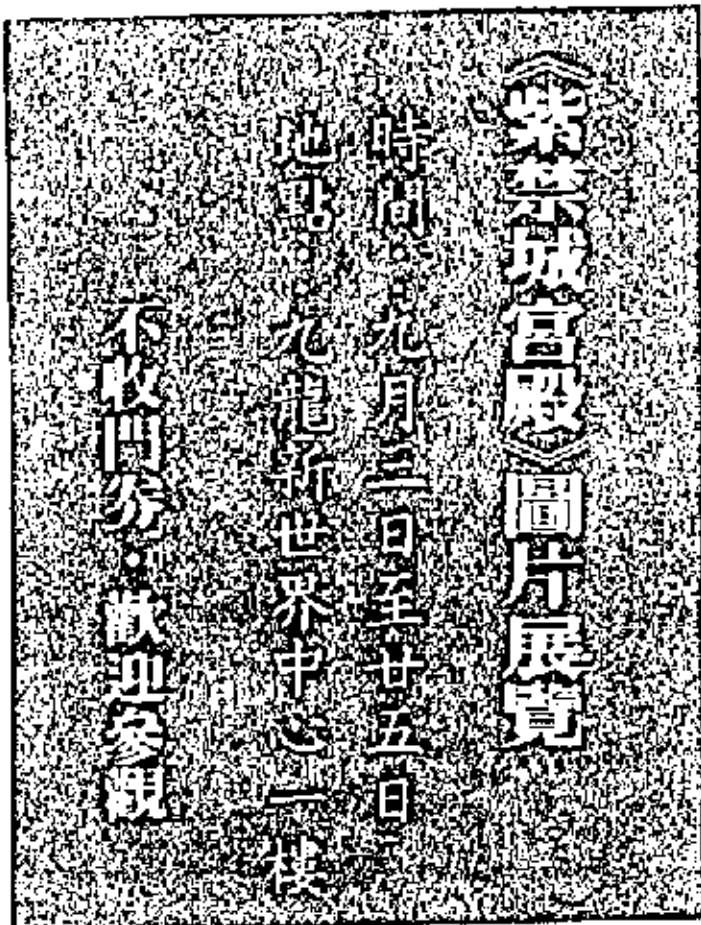 《紫禁城宮殿》圖片展覽
時間：九月三日至廿五日
地點：九龍新世界中心一樓
不收門券·歡迎參觀